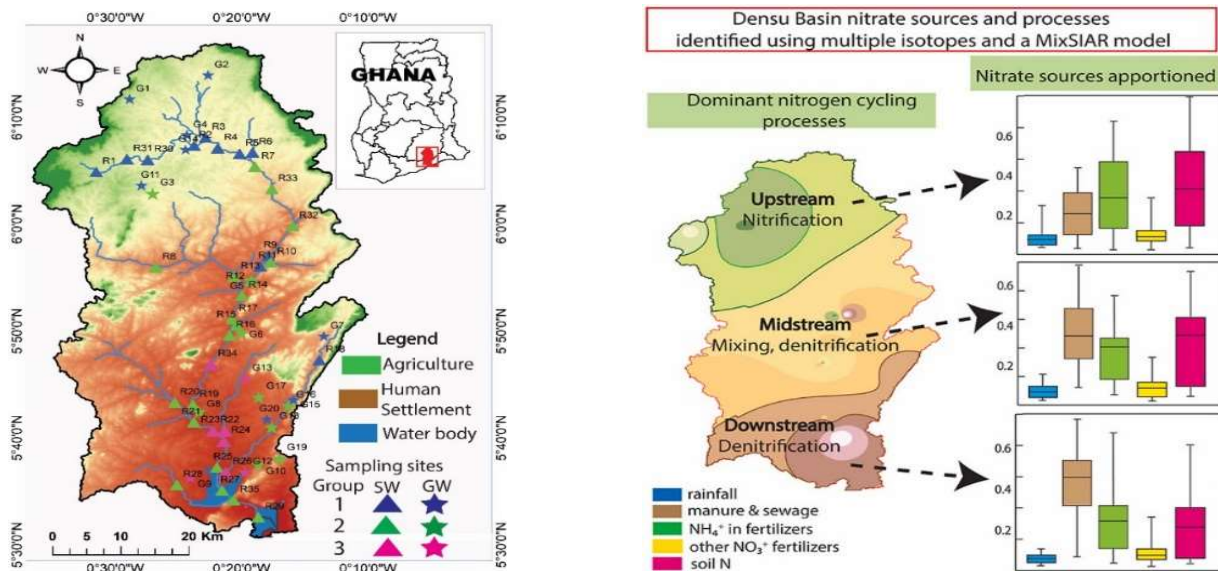 0°30'0"W
0°20'0"W
0°10'0"W
N
W
E
S
G2
G1
GHANA
6°10'0"N
G4
R3
R2
R4
R5
R6
R7
R1
R31
R30
G11
G3
R33
6°0'0"N
R32
R9
R10
R11
R8
R13
R12
R14
G5
R17
5°50'0"N
R15
R16
G6
G7
R18
Legend
Agriculture
Human
Settlement
Water body
R34
G13
G17
G16
G15
R20
R19
G8
G20
G18
R21
R23
R22
R24
5°40'0"N
G19
R25
R26
G12
G10
R28
G9
R27
R35
R29
Sampling sites
Group SW GW
1
2
3
0 5 10 20 Km
5°30'0"N
0°30'0"W
0°20'0"W
0°10'0"W
6°10'0"N
6°0'0"N
5°50'0"N
5°40'0"N
5°30'0"N
Densu Basin nitrate sources and processes
identified using multiple isotopes and a MixSIAR model
Nitrate sources apportioned
Dominant nitrogen cycling
processes
Upstream
Nitrification
Midstream
Mixing, denitrification
Downstream
Denitrification
0.6
0.4
0.2
0.6
0.4
0.2
0.6
0.4
0.2
rainfall
manure & sewage
NH₄⁺ in fertilizers
other NO₃⁺ fertilizers
soil N